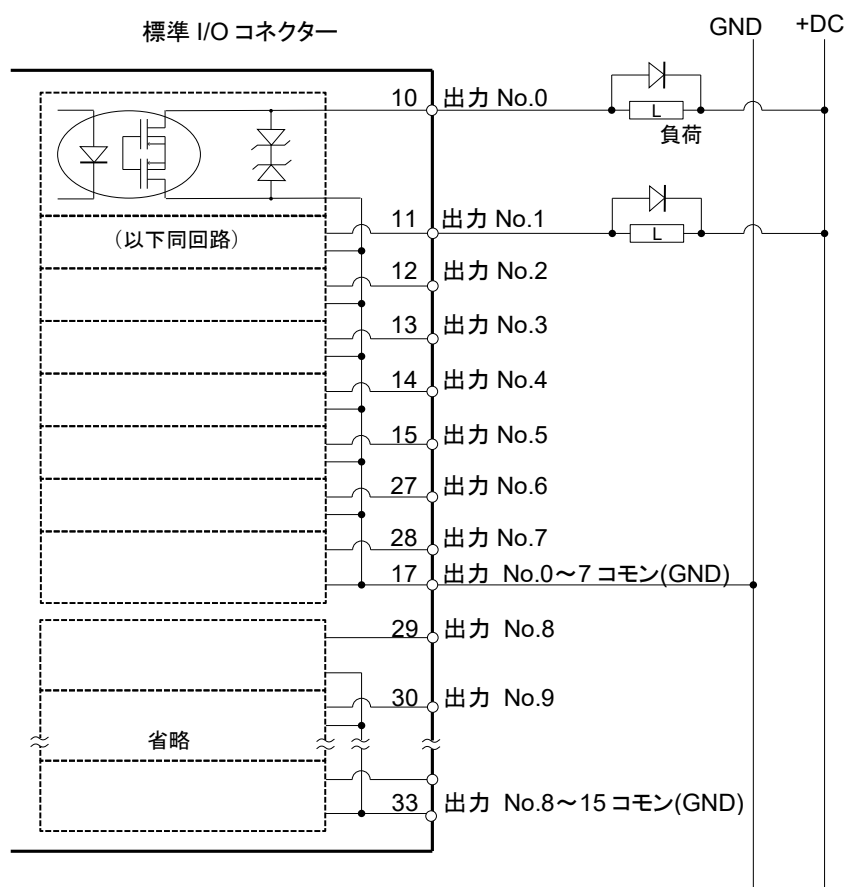 標準 I/O コネクター
GND +DC
10 出力 No.0
L
負荷
11 出力 No.1
L
（以下同回路）
12 出力 No.2
13 出力 No.3
14 出力 No.4
15 出力 No.5
27 出力 No.6
28 出力 No.7
17 出力 No.0～7 コモン(GND)
29 出力 No.8
30 出力 No.9
省略
33 出力 No.8～15 コモン(GND)